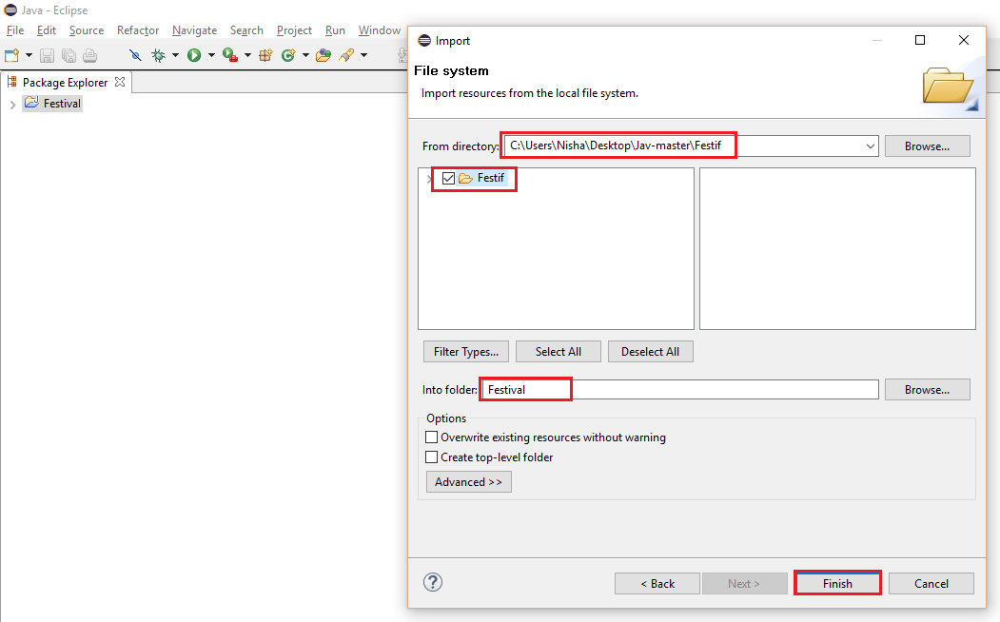 Java - Eclipse
File Edit Source Refactor Navigate Search Project Run Window
Package Explorer
Festival
Import
File system
Import resources from the local file system.
From directory: C:\Users\Nisha\Desktop\Jav-master\Festif Browse...
Festif
Filter Types... Select All Deselect All
Into folder: Festival Browse...
Options
Overwrite existing resources without warning
Create top-level folder
Advanced >>
? < Back Next > Finish Cancel